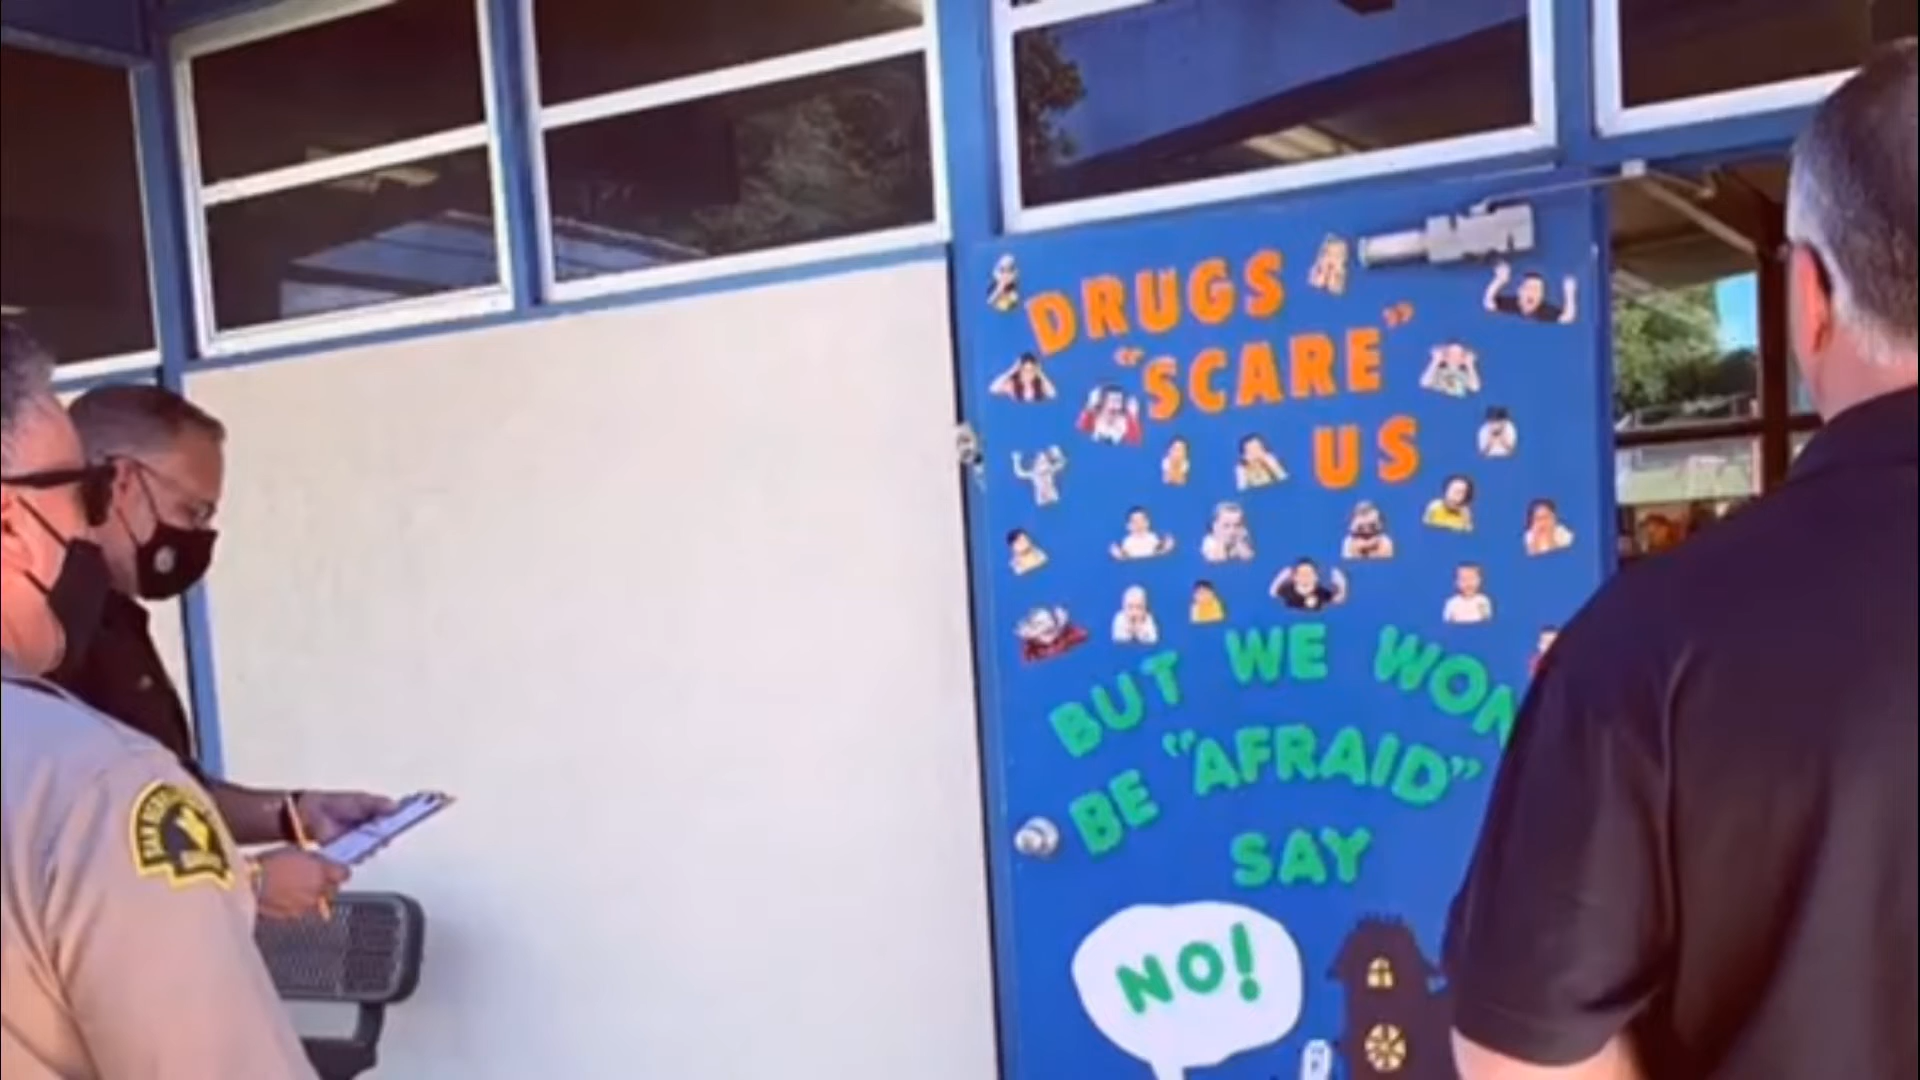 DRUGS
"SCARE"
US
BUT WE WON
BE "AFRAID"
SAY
NO!